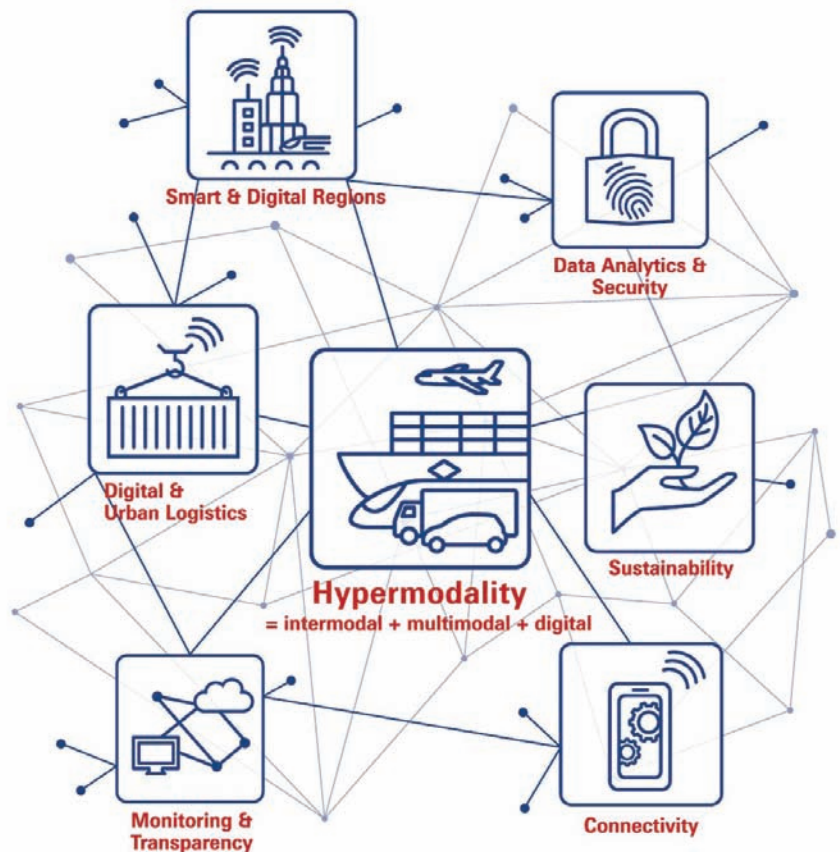 Smart & Digital Regions
Data Analytics &
Security
Digital &
Urban Logistics
Sustainability
Hypermodality
= intermodal + multimodal + digital
Monitoring &
Transparency
Connectivity